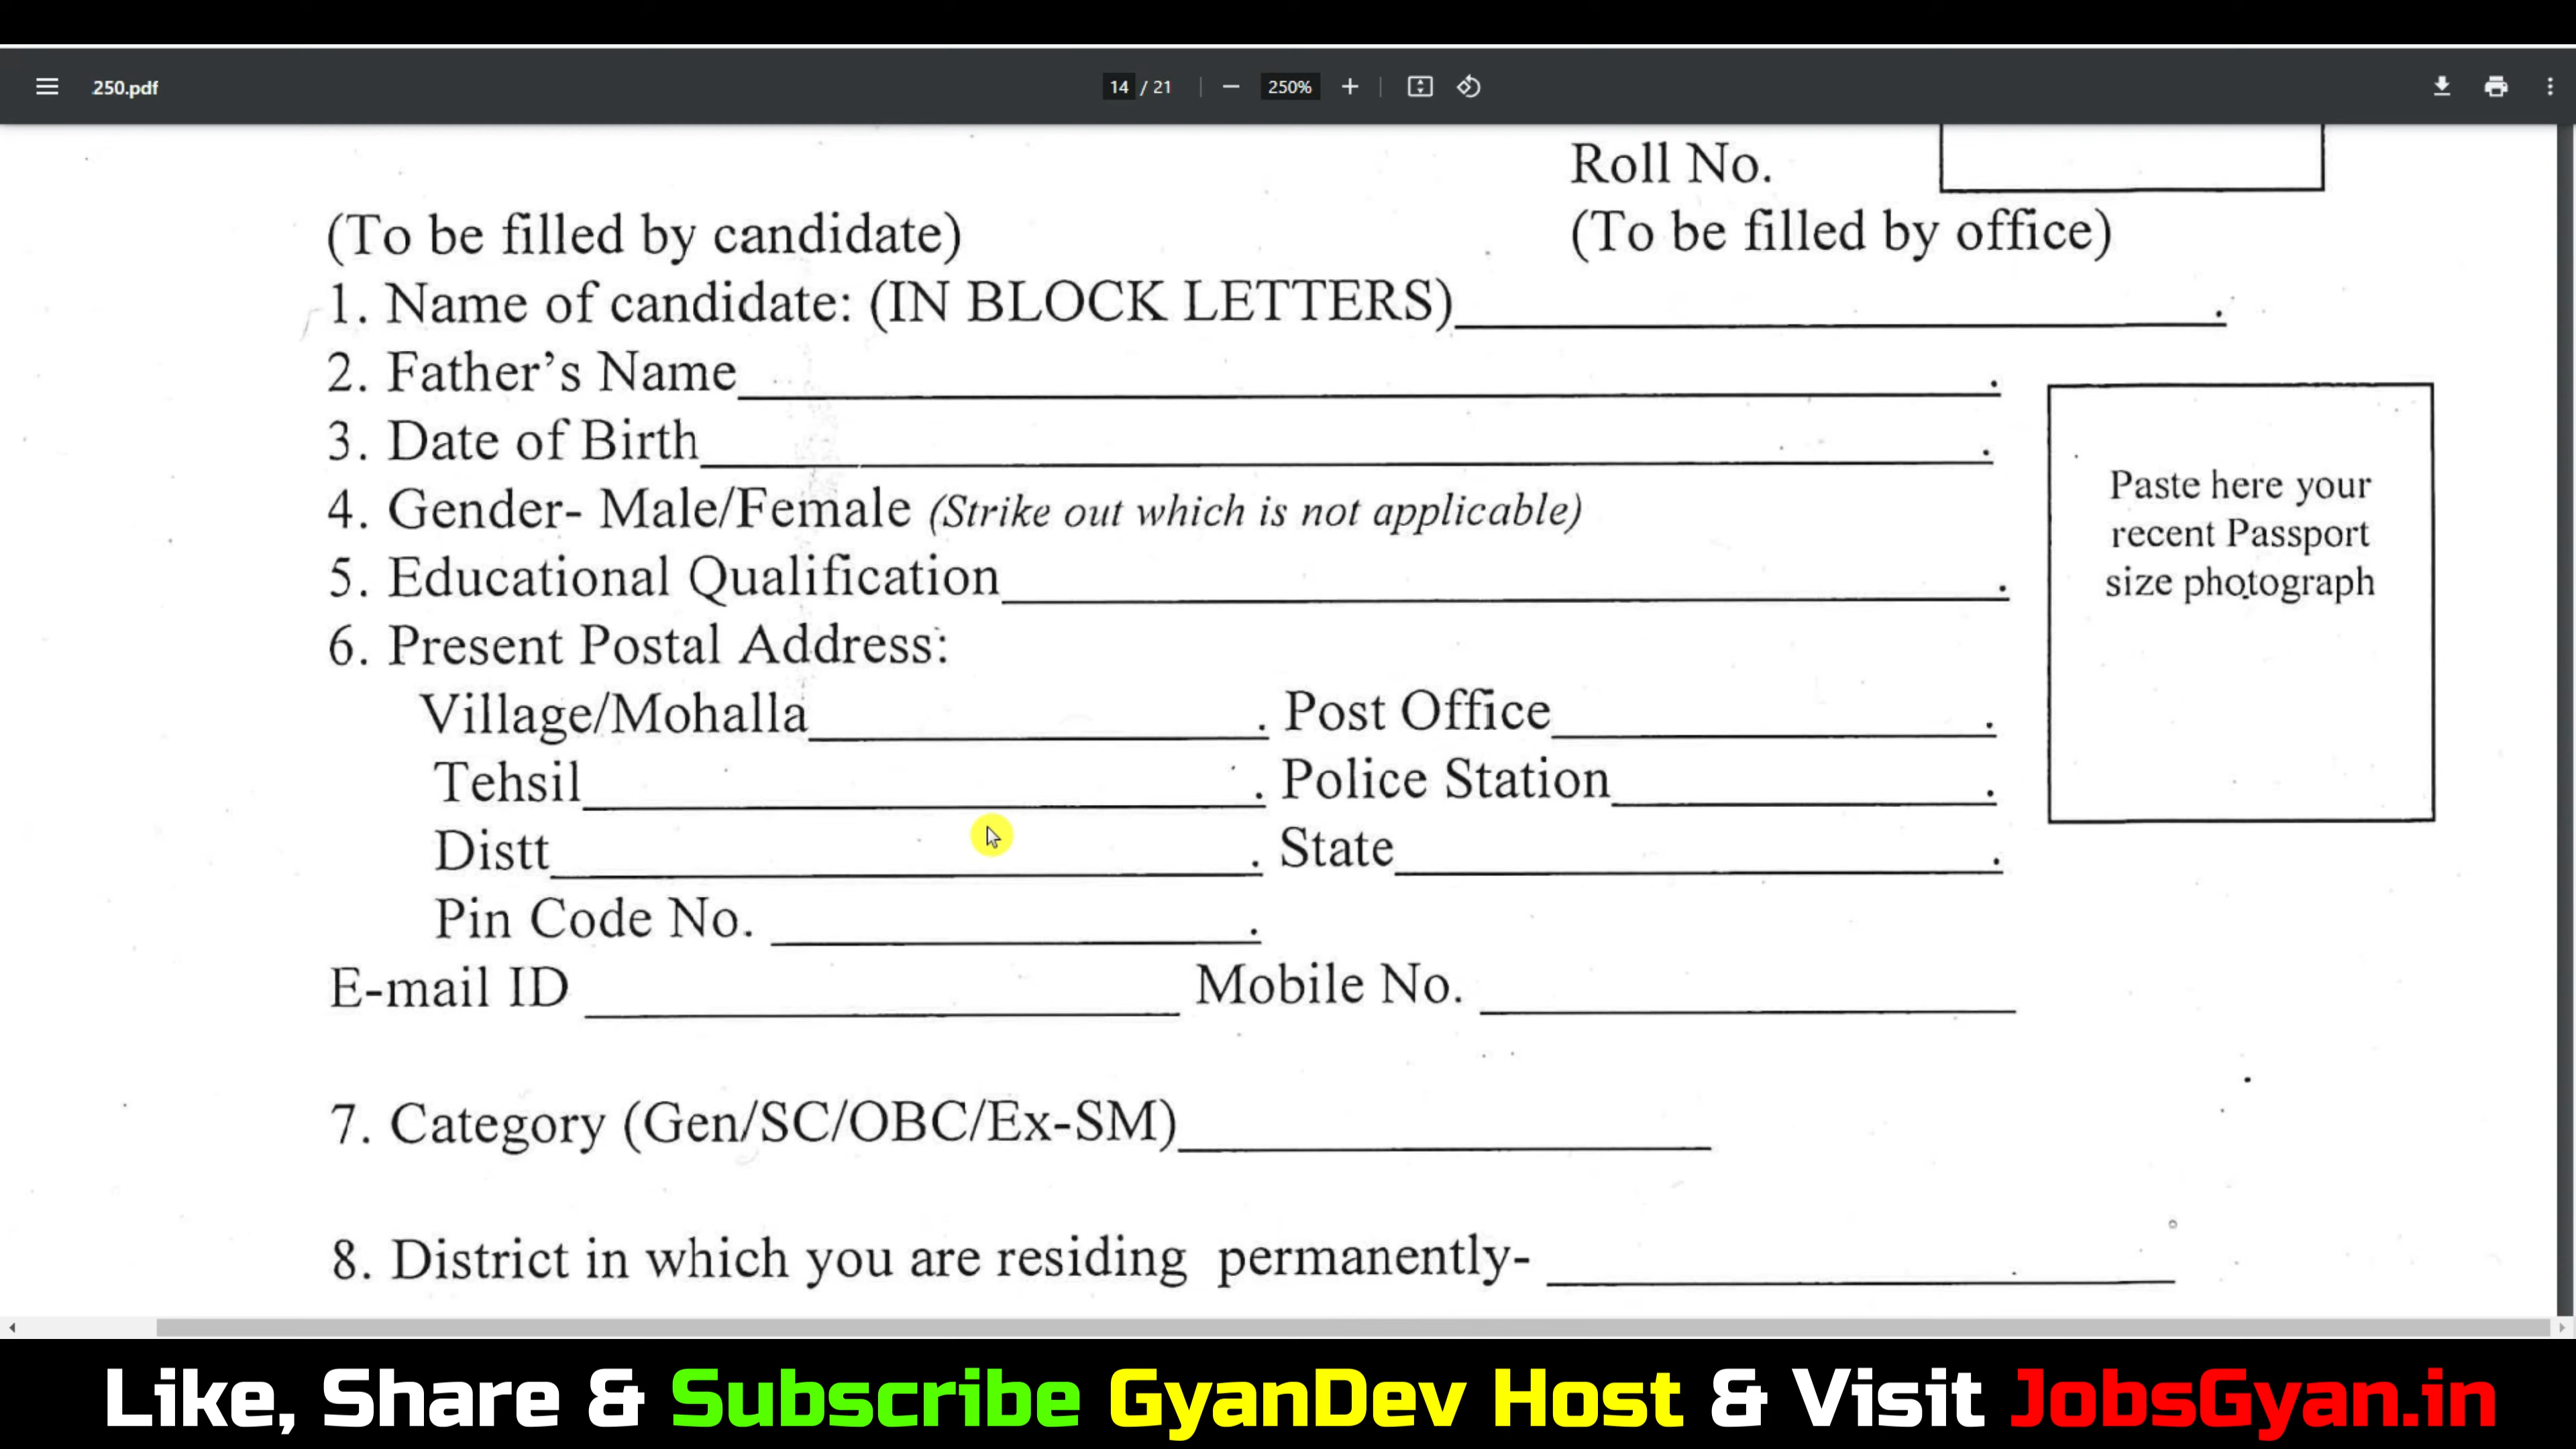 250.pdf 14 / 21 250%
Roll No.
(To be filled by candidate) (To be filled by office)
1. Name of candidate: (IN BLOCK LETTERS)
2. Father's Name
3. Date of Birth
4. Gender- Male/Female (Strike out which is not applicable)
5. Educational Qualification
Paste here your
recent Passport
size photograph
6. Present Postal Address:
Village/Mohalla . Post Office .
Tehsil . Police Station .
Distt . State .
Pin Code No. .
E-mail ID Mobile No.
7. Category (Gen/SC/OBC/Ex-SM)
8. District in which you are residing permanently-
Like, Share & Subscribe GyanDev Host & Visit JobsGyan.in